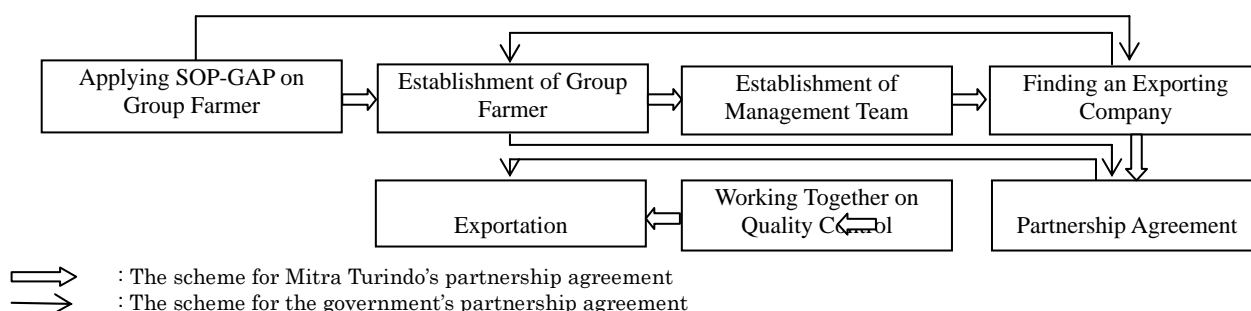 Applying SOP-GAP on
Group Farmer
Establishment of Group
Farmer
Establishment of
Management Team
Finding an Exporting
Company
Exportation
Working Together on
Quality Control
Partnership Agreement
: The scheme for Mitra Turindo's partnership agreement
: The scheme for the government's partnership agreement